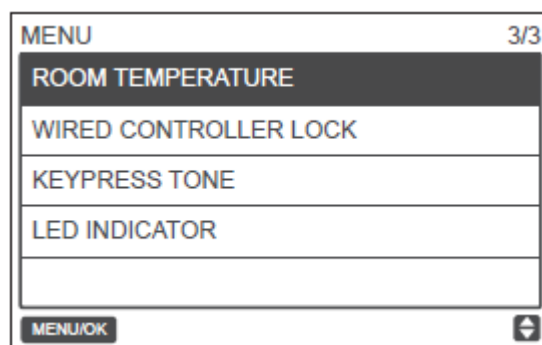 MENU 3/3
ROOM TEMPERATURE
WIRED CONTROLLER LOCK
KEYPRESS TONE
LED INDICATOR
MENU/OK